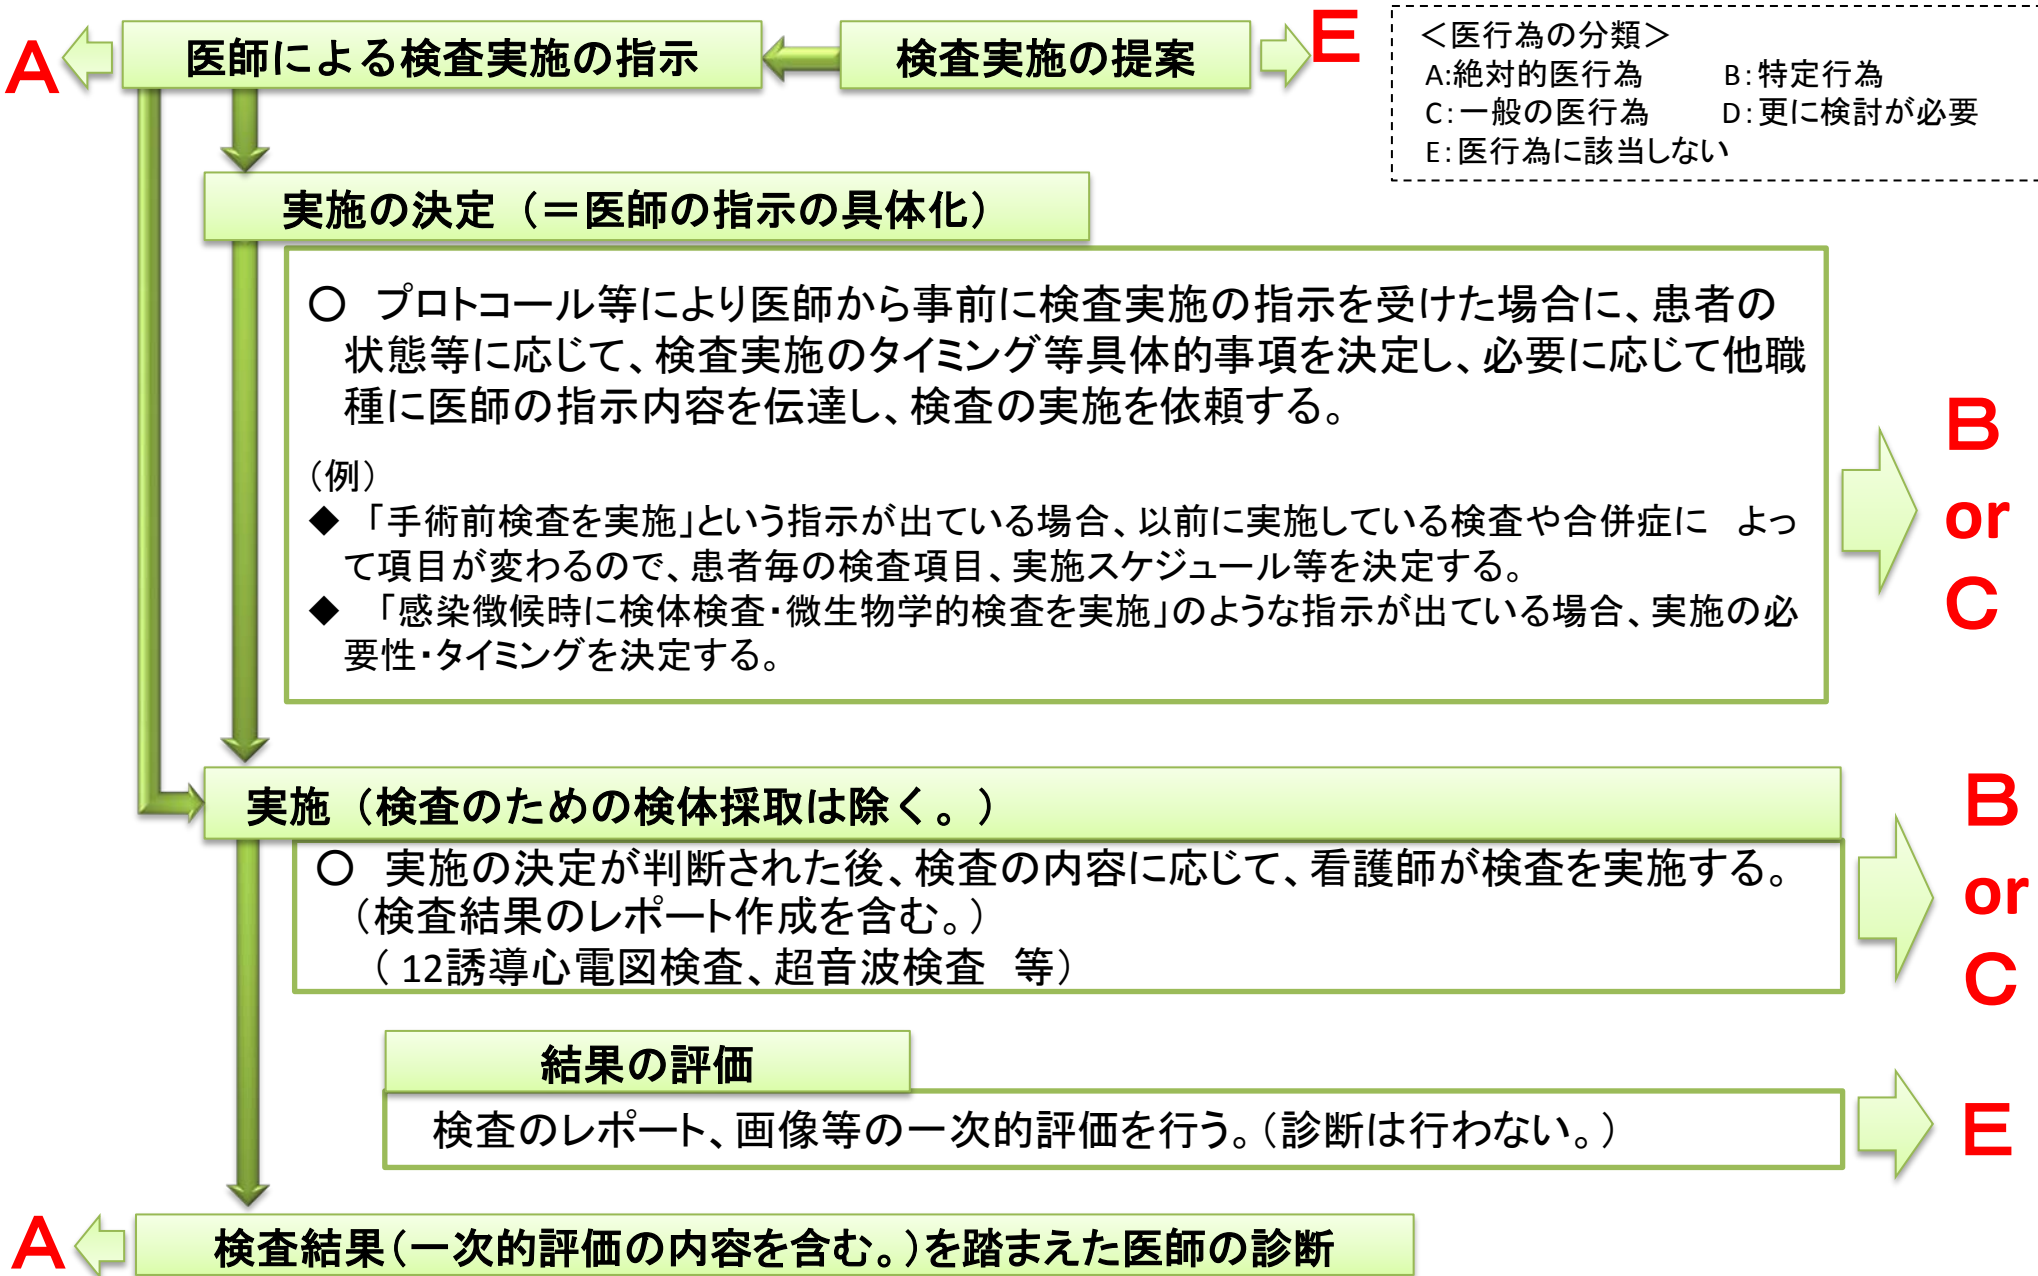 A
医師による検査実施の指示
検査実施の提案
E
＜医行為の分類＞
A:絶対的医行為　　B：特定行為
C：一般の医行為　　D：更に検討が必要
E：医行為に該当しない
実施の決定（＝医師の指示の具体化）
○　プロトコール等により医師から事前に検査実施の指示を受けた場合に、患者の
状態等に応じて、検査実施のタイミング等具体的事項を決定し、必要に応じて他職
種に医師の指示内容を伝達し、検査の実施を依頼する。
（例）
◆　「手術前検査を実施」という指示が出ている場合、以前に実施している検査や合併症に　よっ
て項目が変わるので、患者毎の検査項目、実施スケジュール等を決定する。
◆　「感染徴候時に検体検査・微生物学的検査を実施」のような指示が出ている場合、実施の必
要性・タイミングを決定する。
B
or
C
実施（検査のための検体採取は除く。）
○　実施の決定が判断された後、検査の内容に応じて、看護師が検査を実施する。
（検査結果のレポート作成を含む。）
（ 12誘導心電図検査、超音波検査　等）
B
or
C
結果の評価
検査のレポート、画像等の一次的評価を行う。（診断は行わない。）
E
A
検査結果（一次的評価の内容を含む。）を踏まえた医師の診断